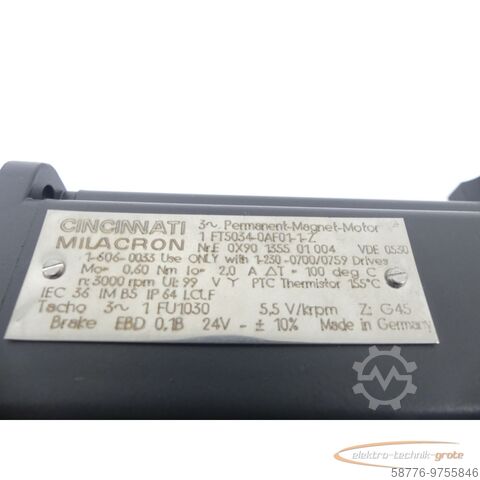 CINCINNATI
MILACRON
3~ Permanent-Magnet-Motor
1 FT5034-0AF01-1-Z
Nr.E 0X90 1355 01 004 VDE 0530
1-606-0033 Use ONLY with 1-230-0700/0759 Drives
Mo= 0,60 Nm Io= 2,0 A ΔT = 100 deg C
n: 3000 rpm UE: 99 V Y PTC Thermistor 155°C
IEC 36 IM B5 IP 64 I.Cl.F
Tacho 3~ 1 FU1030 5,5 V/krpm Z: G45
Brake EBD 0,1B 24V - ± 10% Made in Germany
MACHINESEEKER
elektro-technik-grote
58776-9755846